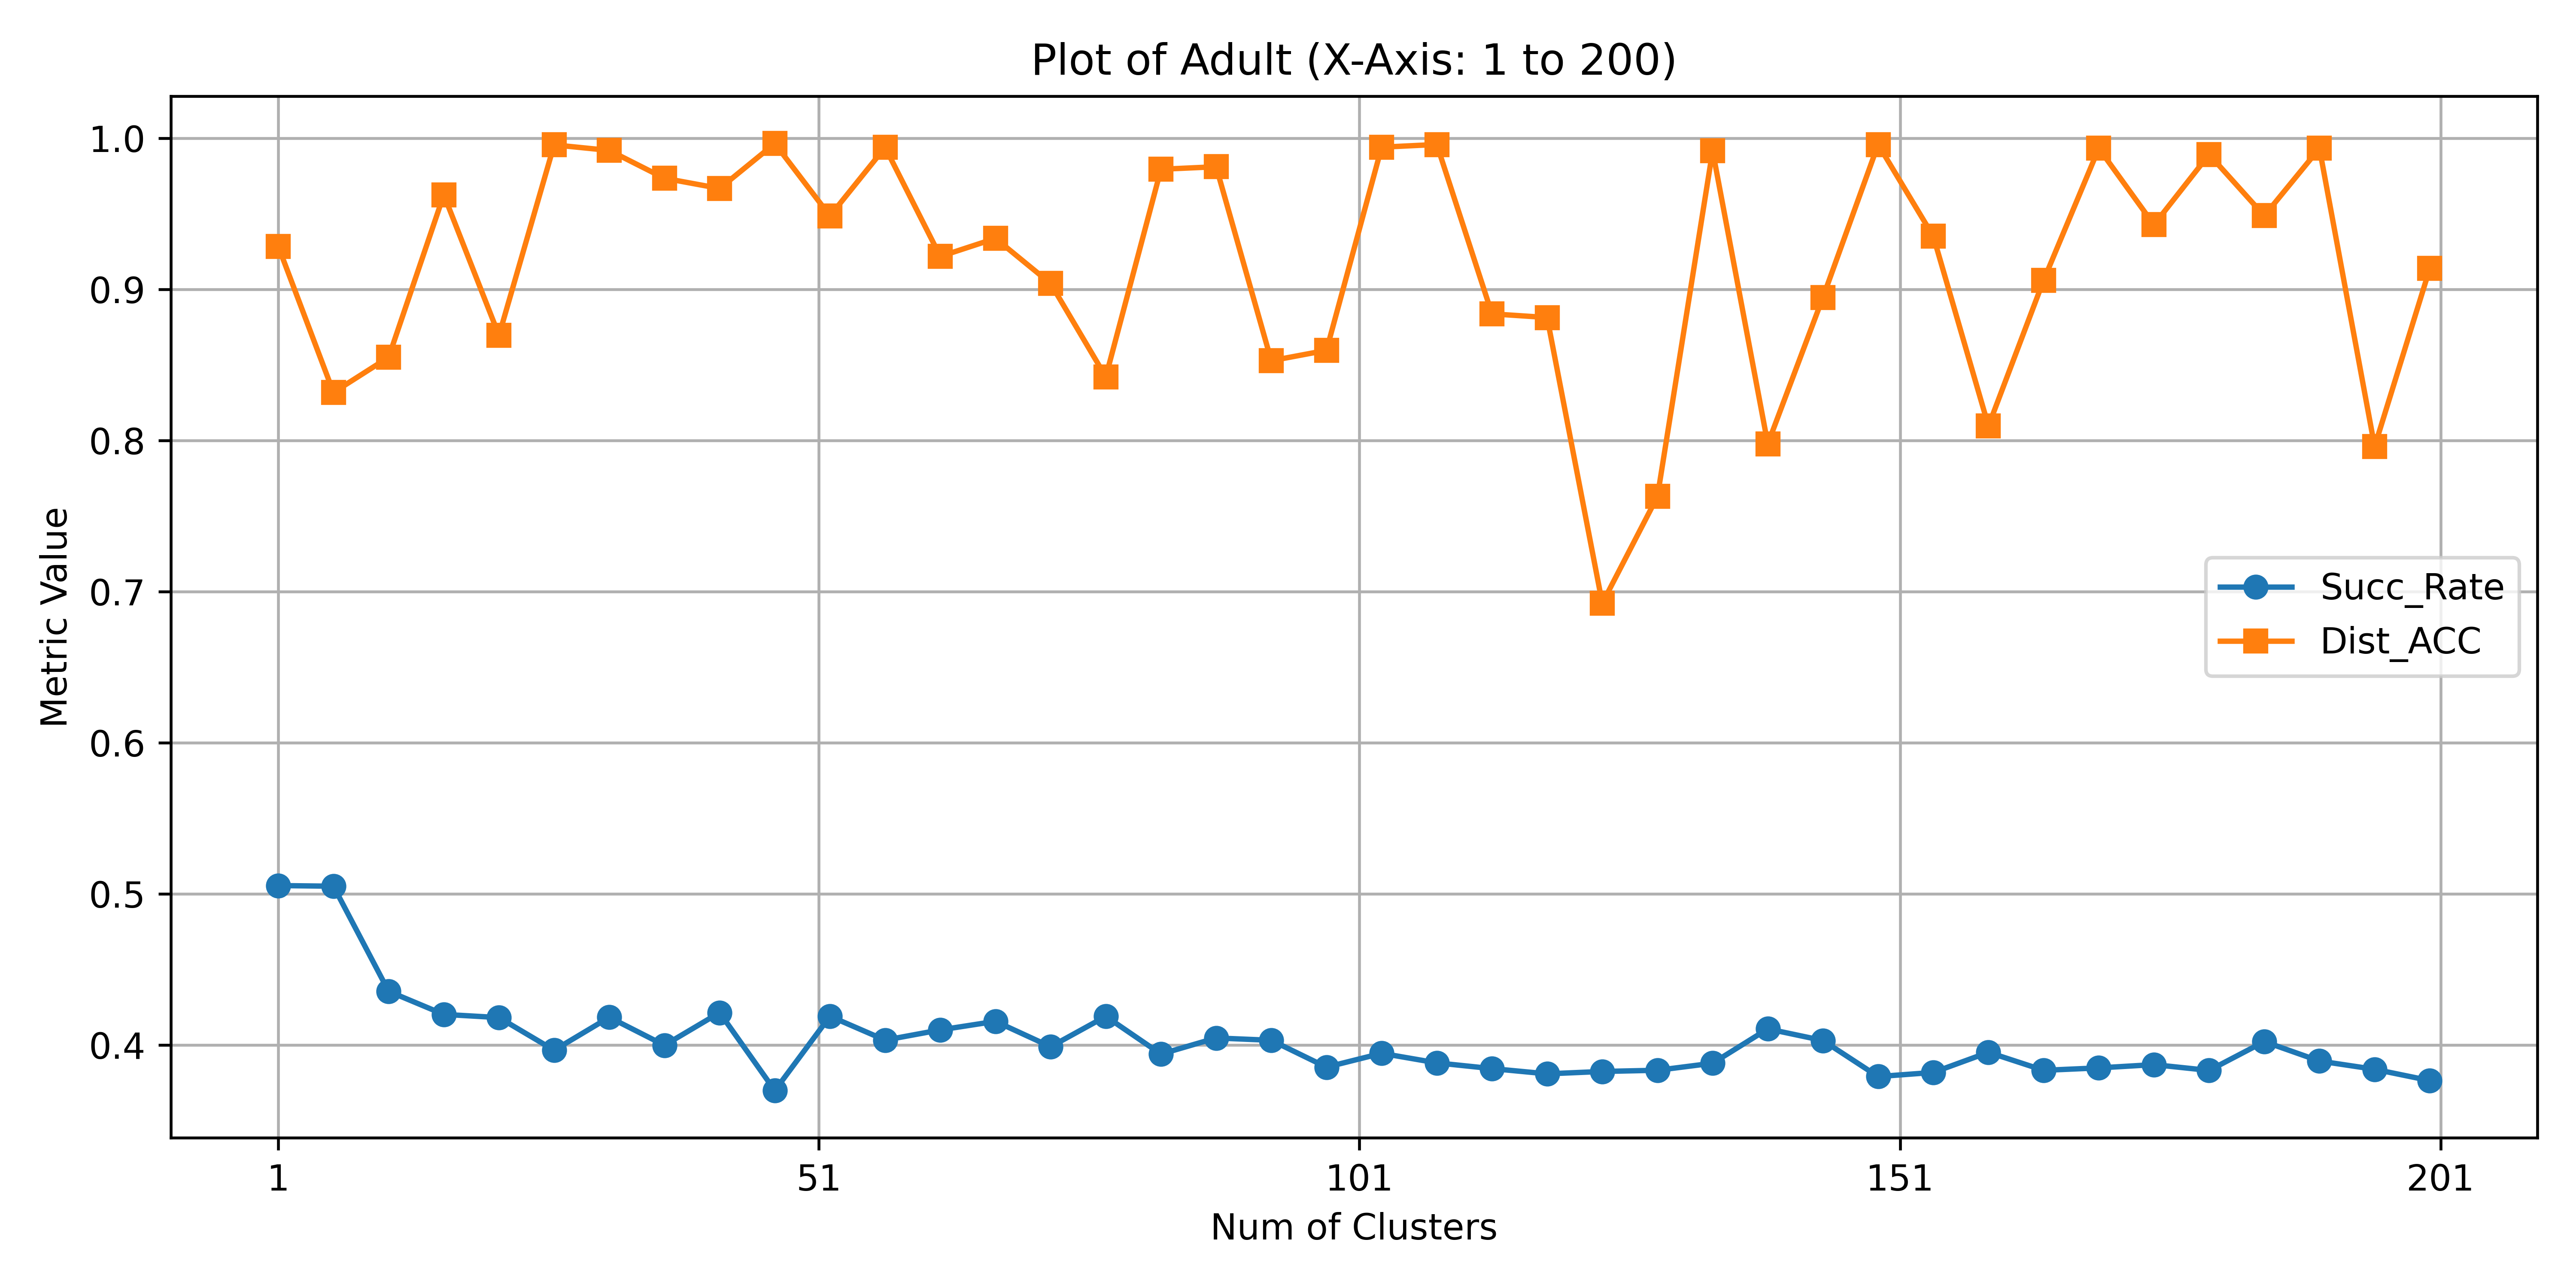 Plot of Adult (X-Axis: 1 to 200)
1.0
0.9
0.8
0.7
0.6
0.5
0.4
Metric Value
Succ_Rate
Dist_ACC
1 51 101 151 201
Num of Clusters